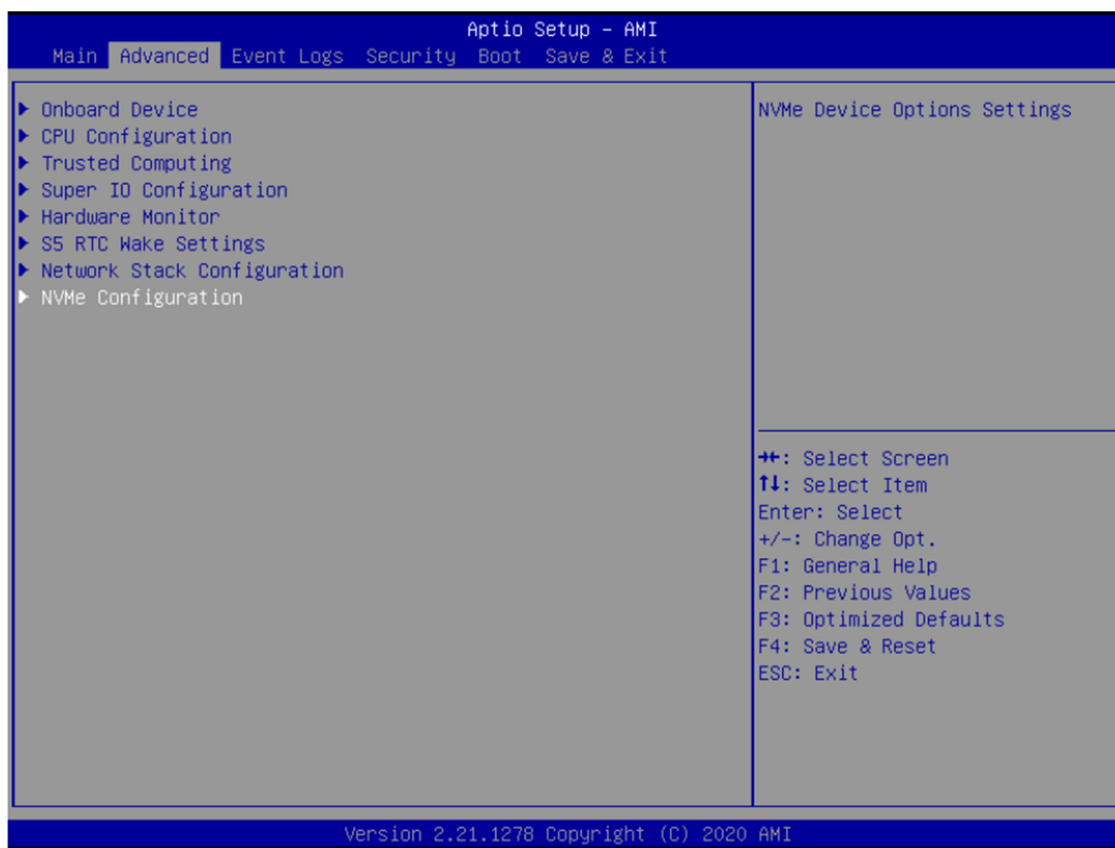 Aptio Setup – AMI
Main Advanced Event Logs Security Boot Save & Exit
▶ Onboard Device
▶ CPU Configuration
▶ Trusted Computing
▶ Super IO Configuration
▶ Hardware Monitor
▶ S5 RTC Wake Settings
▶ Network Stack Configuration
▶ NVMe Configuration
NVMe Device Options Settings
→←: Select Screen
↑↓: Select Item
Enter: Select
+/-: Change Opt.
F1: General Help
F2: Previous Values
F3: Optimized Defaults
F4: Save & Reset
ESC: Exit
Version 2.21.1278 Copyright (C) 2020 AMI